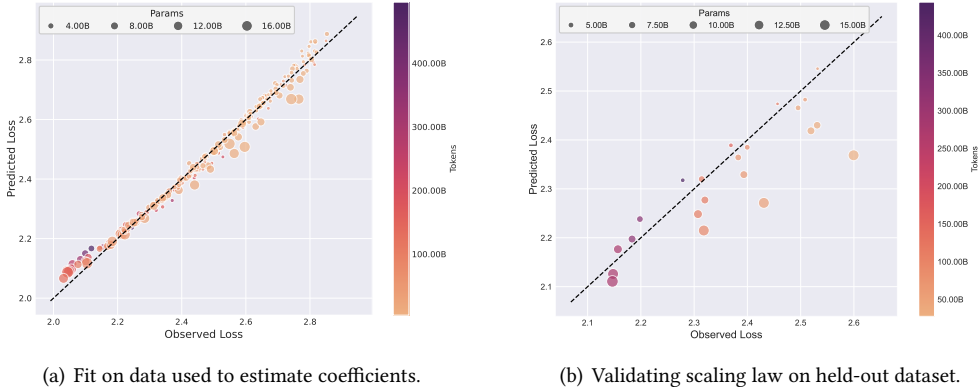 Params
4.00B 8.00B 12.00B 16.00B
2.8
2.6
2.4
2.2
2.0
Predicted Loss
2.0 2.2 2.4 2.6 2.8
Observed Loss
400.00B
300.00B
200.00B
100.00B
Tokens
(a) Fit on data used to estimate coefficients.
Params
5.00B 7.50B 10.00B 12.50B 15.00B
2.6
2.5
2.4
2.3
2.2
2.1
Predicted Loss
2.1 2.2 2.3 2.4 2.5 2.6
Observed Loss
400.00B
350.00B
300.00B
250.00B
200.00B
150.00B
100.00B
50.00B
Tokens
(b) Validating scaling law on held-out dataset.